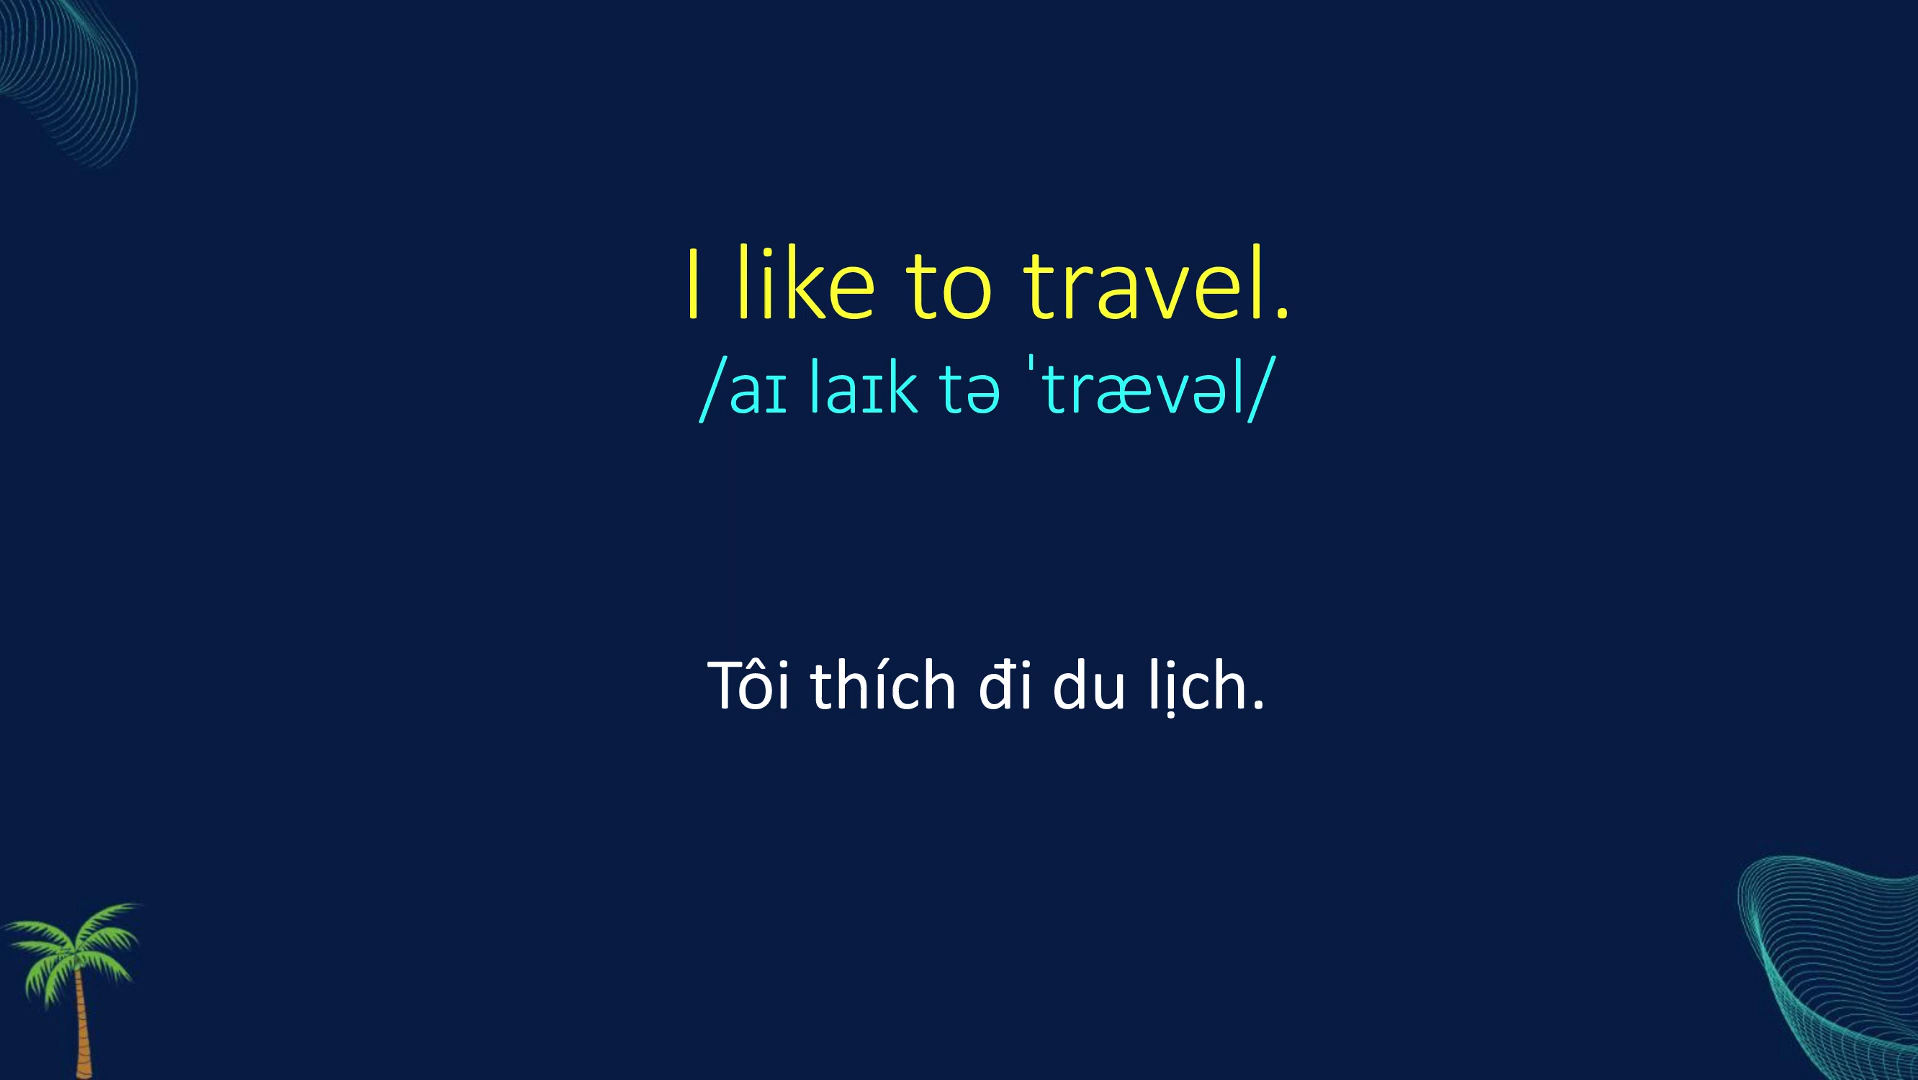 I like to travel.
/aɪ laɪk tə ˈtrævəl/
Tôi thích đi du lịch.